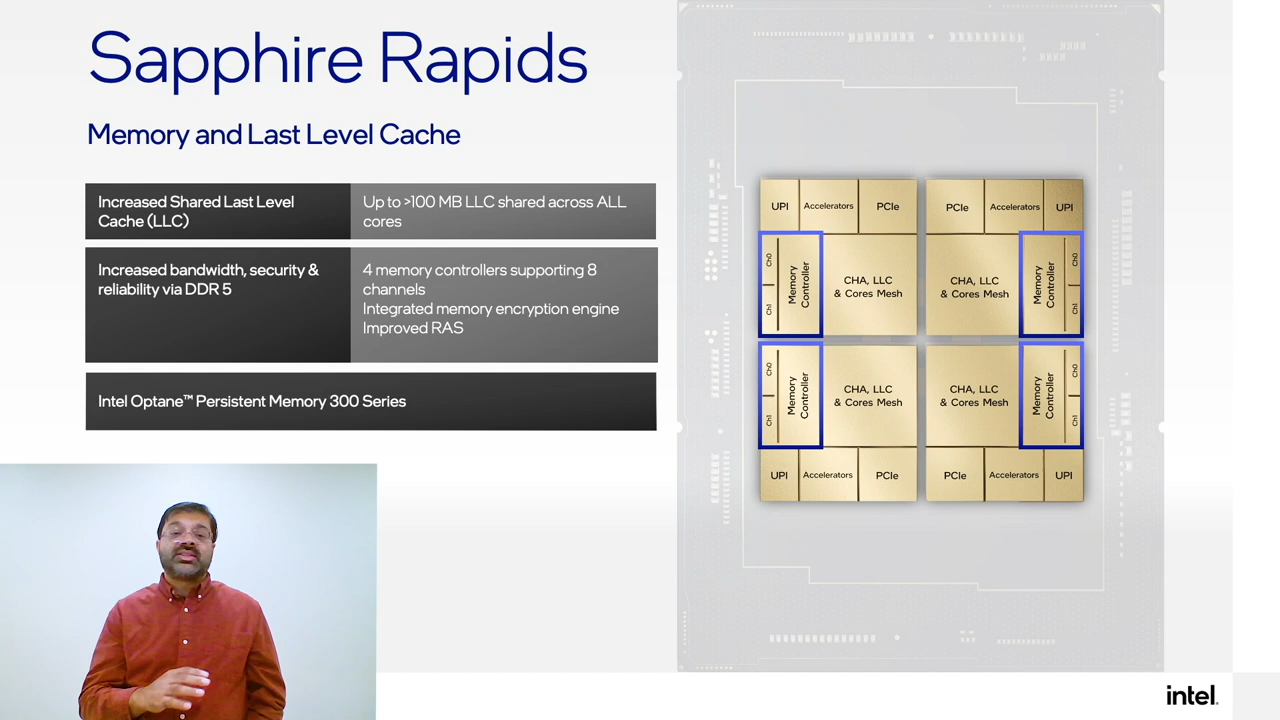 Sapphire Rapids
Memory and Last Level Cache
Increased Shared Last Level
Cache (LLC)
Up to >100 MB LLC shared across ALL
cores
Increased bandwidth, security &
reliability via DDR 5
4 memory controllers supporting 8
channels
Integrated memory encryption engine
Improved RAS
Intel Optane™ Persistent Memory 300 Series
UPI
Accelerators
PCIe
PCIe
Accelerators
UPI
Ch0
Ch1
Memory
Controller
CHA, LLC
& Cores Mesh
CHA, LLC
& Cores Mesh
Memory
Controller
Ch0
Ch1
Ch0
Ch1
Memory
Controller
CHA, LLC
& Cores Mesh
CHA, LLC
& Cores Mesh
Memory
Controller
Ch0
Ch1
UPI
Accelerators
PCIe
PCIe
Accelerators
UPI
intel.